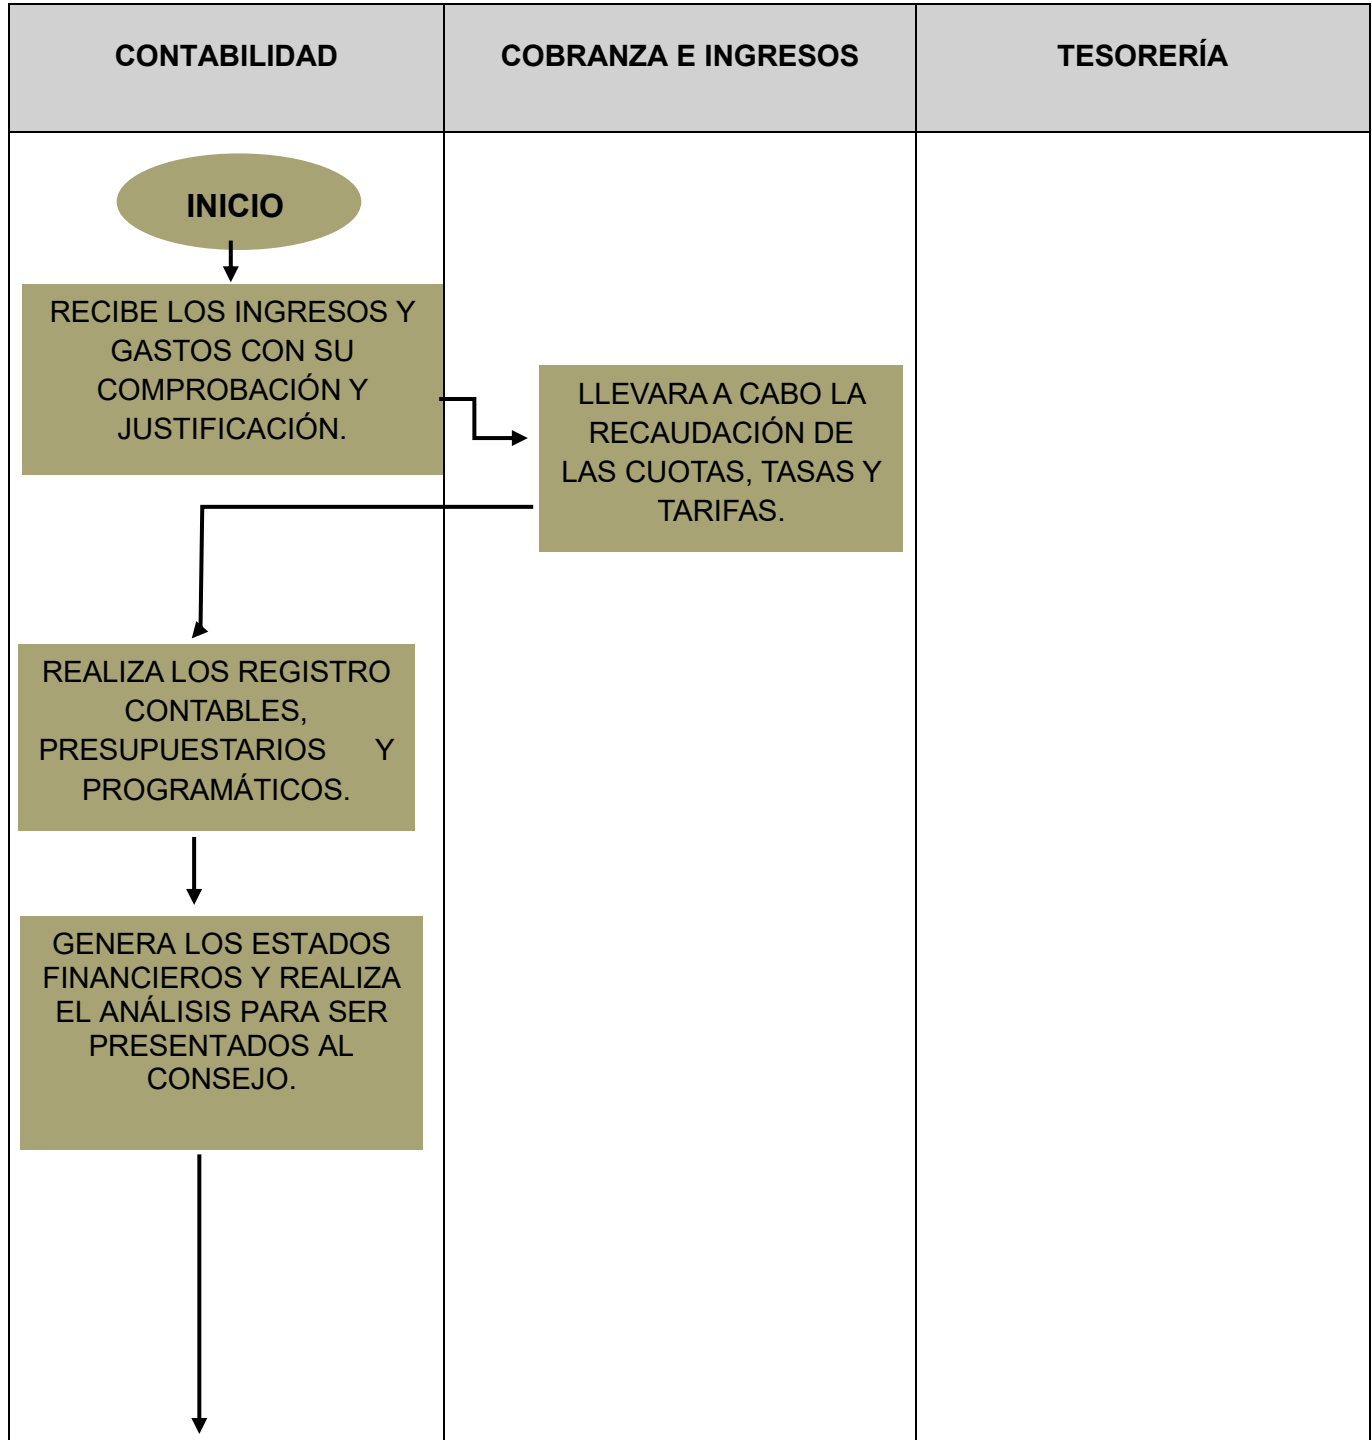 CONTABILIDAD
COBRANZA E INGRESOS
TESORERÍA
INICIO
RECIBE LOS INGRESOS Y
GASTOS CON SU
COMPROBACIÓN Y
JUSTIFICACIÓN.
LLEVARA A CABO LA
RECAUDACIÓN DE
LAS CUOTAS, TASAS Y
TARIFAS.
REALIZA LOS REGISTRO
CONTABLES,
PRESUPUESTARIOS Y
PROGRAMÁTICOS.
GENERA LOS ESTADOS
FINANCIEROS Y REALIZA
EL ANÁLISIS PARA SER
PRESENTADOS AL
CONSEJO.